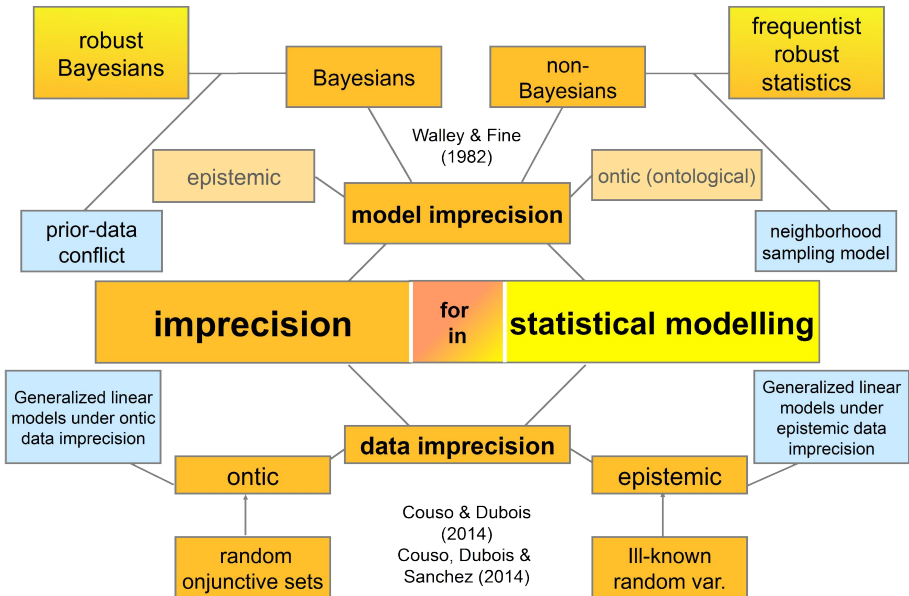 robust
Bayesians
Bayesians
non-
Bayesians
frequentist
robust
statistics
Walley & Fine
(1982)
epistemic
ontic (ontological)
model imprecision
prior-data
conflict
neighborhood
sampling model
imprecision
for
in
statistical modelling
Generalized linear
models under ontic
data imprecision
Generalized linear
models under
epistemic data
imprecision
data imprecision
ontic
epistemic
Couso & Dubois
(2014)
Couso, Dubois &
Sanchez (2014)
random
onjunctive sets
Ill-known
random var.